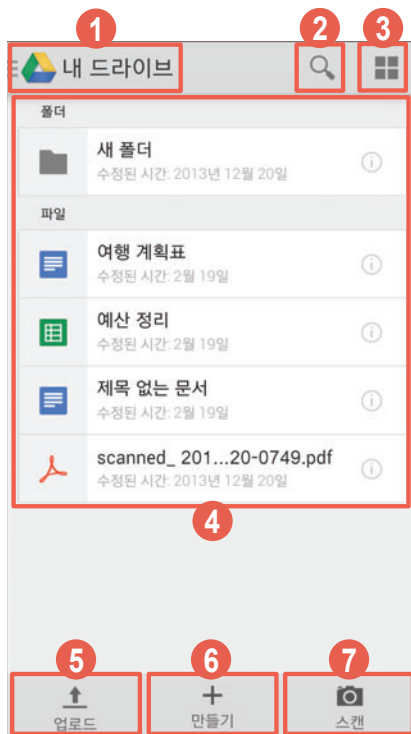 1 2 3
내 드라이브
폴더
새 폴더
수정된 시간: 2013년 12월 20일
파일
여행 계획표
수정된 시간: 2월 19일
예산 정리
수정된 시간: 2월 19일
제목 없는 문서
수정된 시간: 2월 19일
scanned_ 201...20-0749.pdf
수정된 시간: 2013년 12월 20일
4
5 6 7
업로드 만들기 스캔